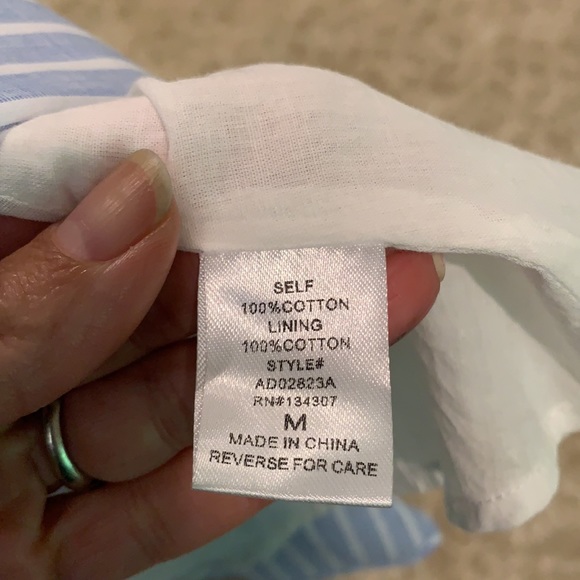 SELF
100%COTTON
LINING
100%COTTON
STYLE#
AD02823A
RN#134307
M
MADE IN CHINA
REVERSE FOR CARE